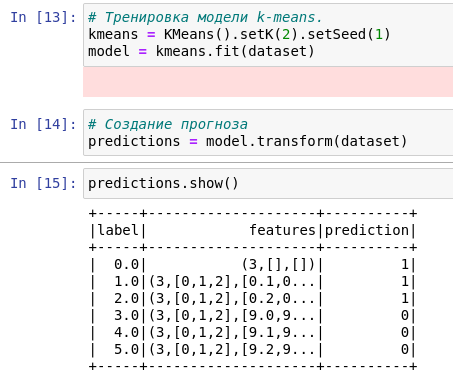 In [13]: # Тренировка модели k-means.
kmeans = KMeans().setK(2).setSeed(1)
model = kmeans.fit(dataset)
In [14]: # Создание прогноза
predictions = model.transform(dataset)
In [15]: predictions.show()
+-----+--------------------+----------+
|label|            features|prediction|
+-----+--------------------+----------+
|  0.0|           (3,[],[])|         1|
|  1.0|(3,[0,1,2],[0.1,0...|         1|
|  2.0|(3,[0,1,2],[0.2,0...|         1|
|  3.0|(3,[0,1,2],[9.0,9...|         0|
|  4.0|(3,[0,1,2],[9.1,9...|         0|
|  5.0|(3,[0,1,2],[9.2,9...|         0|
+-----+--------------------+----------+